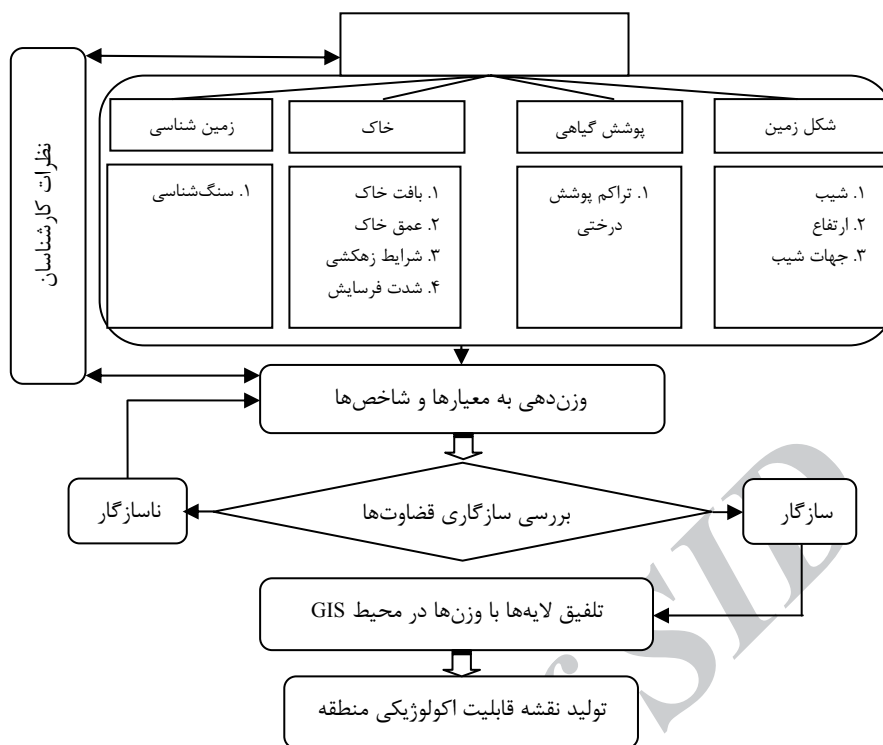 نظرات کارشناسان
شکل زمین
پوشش گیاهی
خاک
زمین شناسی
۱. شیب
۲. ارتفاع
۳. جهات شیب
۱. تراکم پوشش
درختی
۱. بافت خاک
۲. عمق خاک
۳. شرایط زهکشی
۴. شدت فرسایش
۱. سنگ‌شناسی
وزن‌دهی به معیارها و شاخص‌ها
بررسی سازگاری قضاوت‌ها
سازگار
ناسازگار
تلفیق لایه‌ها با وزن‌ها در محیط GIS
تولید نقشه قابلیت اکولوژیکی منطقه
SID